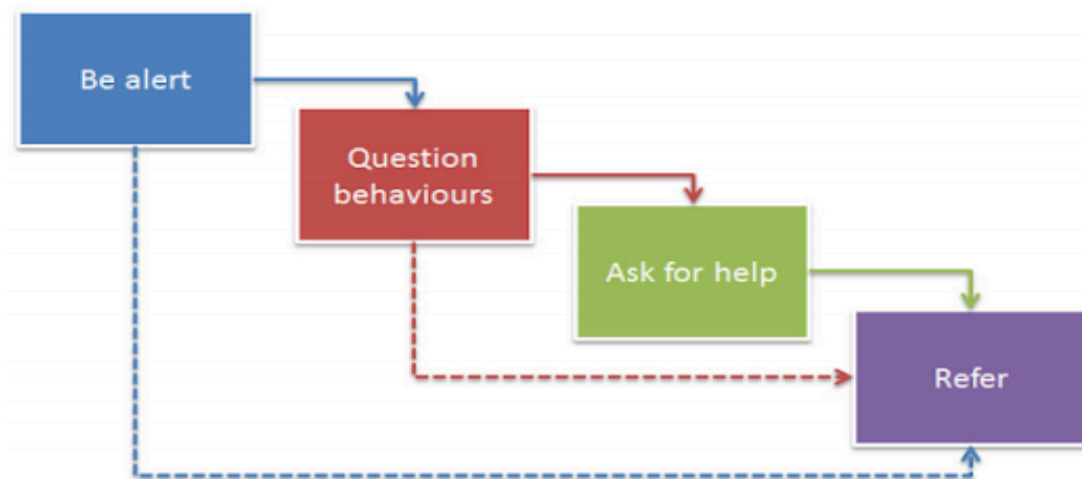 Be alert
Question
behaviours
Ask for help
Refer